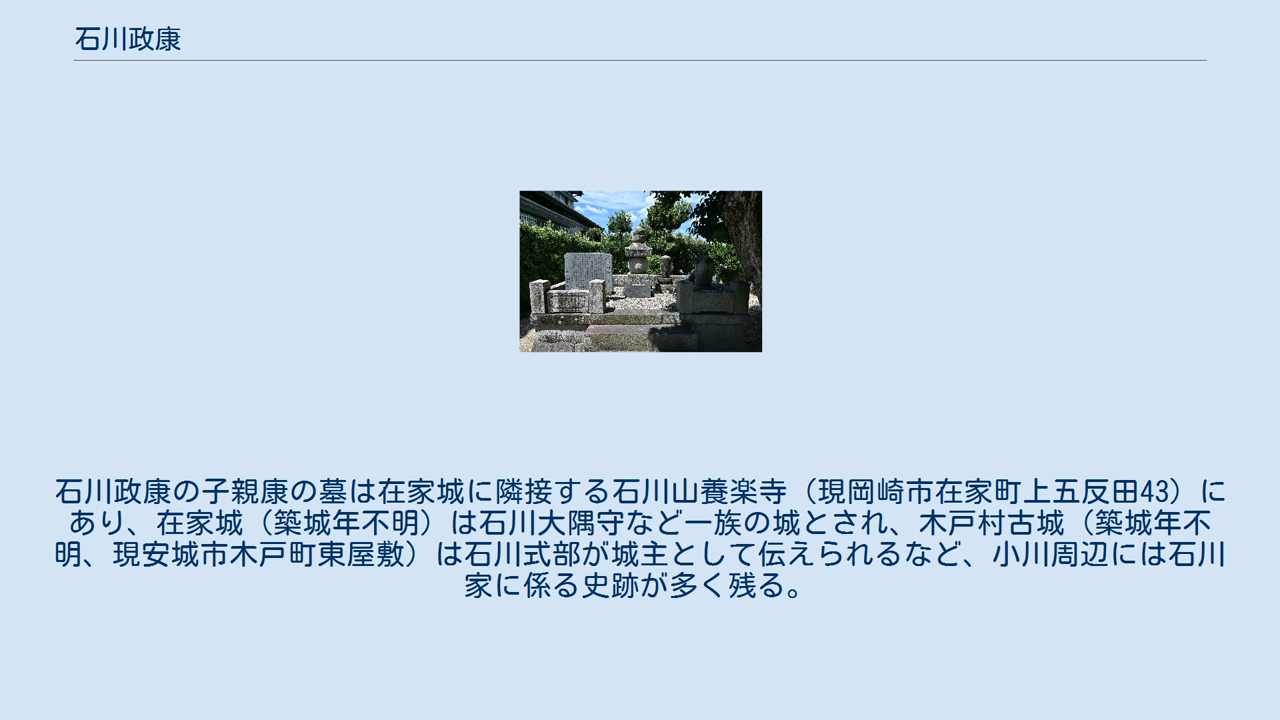 石川政康
石川政康の子親康の墓は在家城に隣接する石川山養楽寺（現岡崎市在家町上五反田43）に
あり、在家城（築城年不明）は石川大隅守など一族の城とされ、木戸村古城（築城年不
明、現安城市木戸町東屋敷）は石川式部が城主として伝えられるなど、小川周辺には石川
家に係る史跡が多く残る。